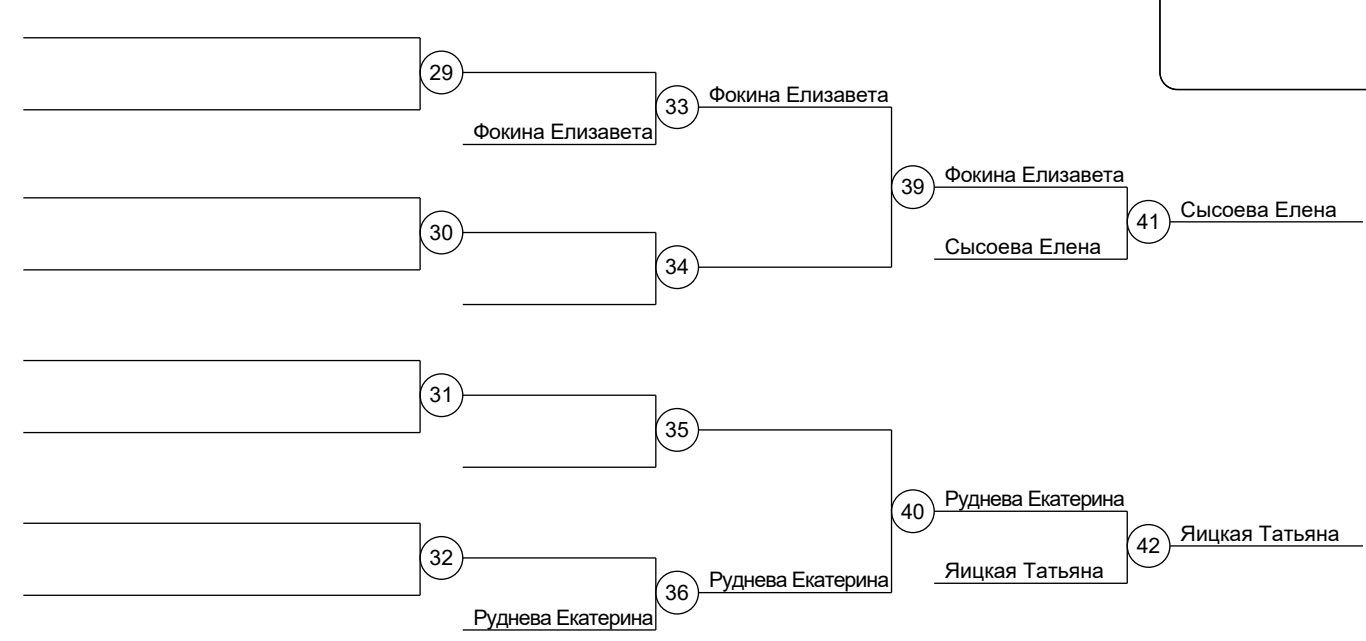 29
33
Фокина Елизавета
Фокина Елизавета
39
Фокина Елизавета
30
41
Сысоева Елена
Сысоева Елена
34
31
35
40
Руднева Екатерина
32
42
Яицкая Татьяна
Яицкая Татьяна
36
Руднева Екатерина
Руднева Екатерина